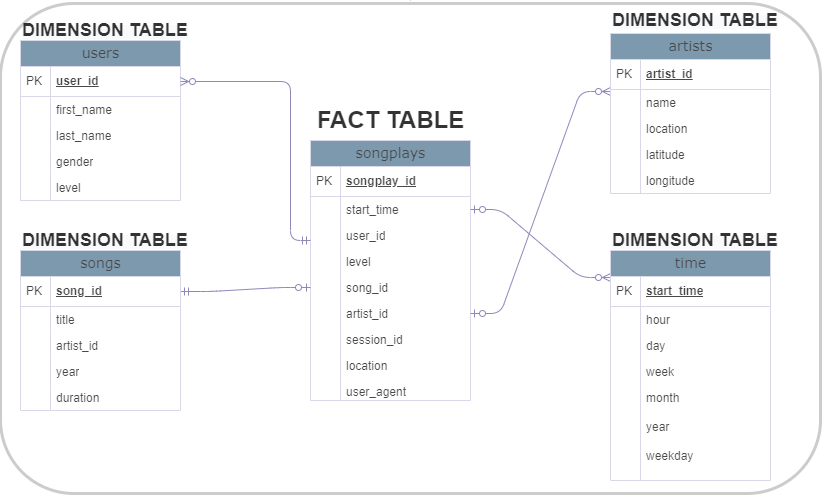 DIMENSION TABLE
users
PK user_id
first_name
last_name
gender
level
DIMENSION TABLE
songs
PK song_id
title
artist_id
year
duration
FACT TABLE
songplays
PK songplay_id
start_time
user_id
level
song_id
artist_id
session_id
location
user_agent
DIMENSION TABLE
artists
PK artist_id
name
location
latitude
longitude
DIMENSION TABLE
time
PK start_time
hour
day
week
month
year
weekday